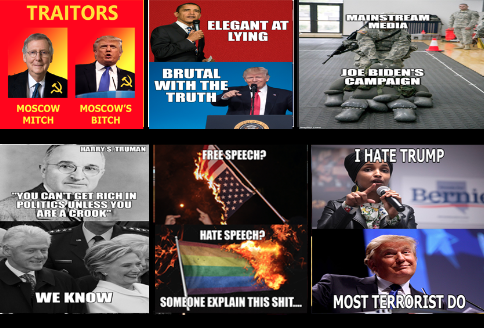 TRAITORS
MOSCOW
MITCH
MOSCOW'S
BITCH
ELEGANT AT
LYING
BRUTAL
WITH THE
TRUTH
MAINSTREAM
MEDIA
JOE BIDEN'S
CAMPAIGN
HARRY S. TRUMAN
"YOU CAN'T GET RICH IN
POLITICS UNLESS YOU
ARE A CROOK"
WE KNOW
FREE SPEECH?
HATE SPEECH?
SOMEONE EXPLAIN THIS SHIT....
I HATE TRUMP
Bernie
MOST TERRORIST DO